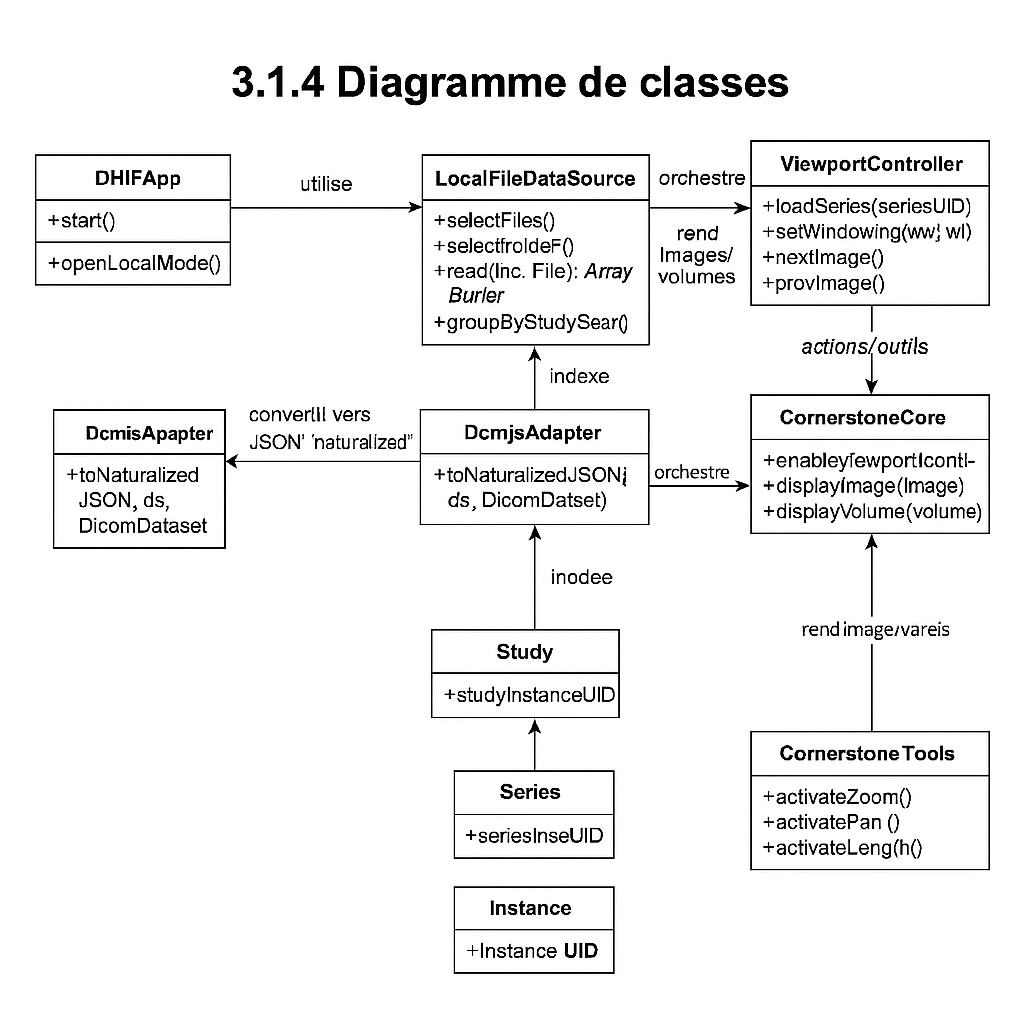 3.1.4 Diagramme de classes
DHIFApp
+start()
+openLocalMode()
utilise
LocalFileDataSource
+selectFiles()
+selectfroldeF()
+read(Inc. File): Array
Burler
+groupByStudySear()
orchestre
rend
Images/
volumes
ViewportController
+loadSeries(seriesUID)
+setWindowing(ww; wl)
+nextImage()
+provImage()
actions/outils
indexe
DcmisApapter
+toNaturalized
JSON, ds,
DicomDataset
converlll vers
JSON' 'naturalized"
DcmjsAdapter
+toNaturalizedJSON;
ds, DicomDatset)
orchestre
CornerstoneCore
+displayImage(Image)
+displayVolume(volume)
inodee
Study
+studyInstanceUID
Series
+seriesInseUID
Instance
+Instance UID
rend image/vareis
CornerstoneTools
+activateZoom()
+activatePan ()
+activateLeng(h()